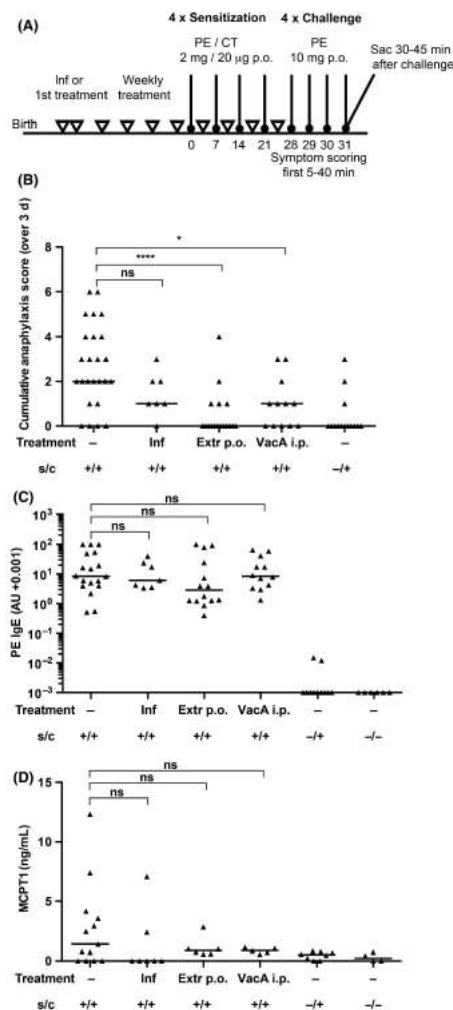 (A)
4 x Sensitization 4 x Challenge
PE / CT PE
2 mg / 20 µg p.o. 10 mg p.o.
Sac 30-45 min
after challenge
Inf or Weekly
1st treatment treatment
Birth
0 7 14 21 28 29 30 31
Symptom scoring
first 5-40 min
(B)
Cumulative anaphylaxis score (over 3 d)
8
6
4
2
0
*
****
ns
Treatment – Inf Extr p.o. VacA i.p. –
s/c +/+ +/+ +/+ +/+ –/+
(C)
PE IgE (AU +0.001)
10³
10²
10¹
10⁰
10⁻¹
10⁻²
10⁻³
ns
ns
ns
Treatment – Inf Extr p.o. VacA i.p. – –
s/c +/+ +/+ +/+ +/+ –/+ –/–
(D)
MCPT1 (ng/mL)
15
10
5
0
ns
ns
ns
Treatment – Inf Extr p.o. VacA i.p. – –
s/c +/+ +/+ +/+ +/+ –/+ –/–